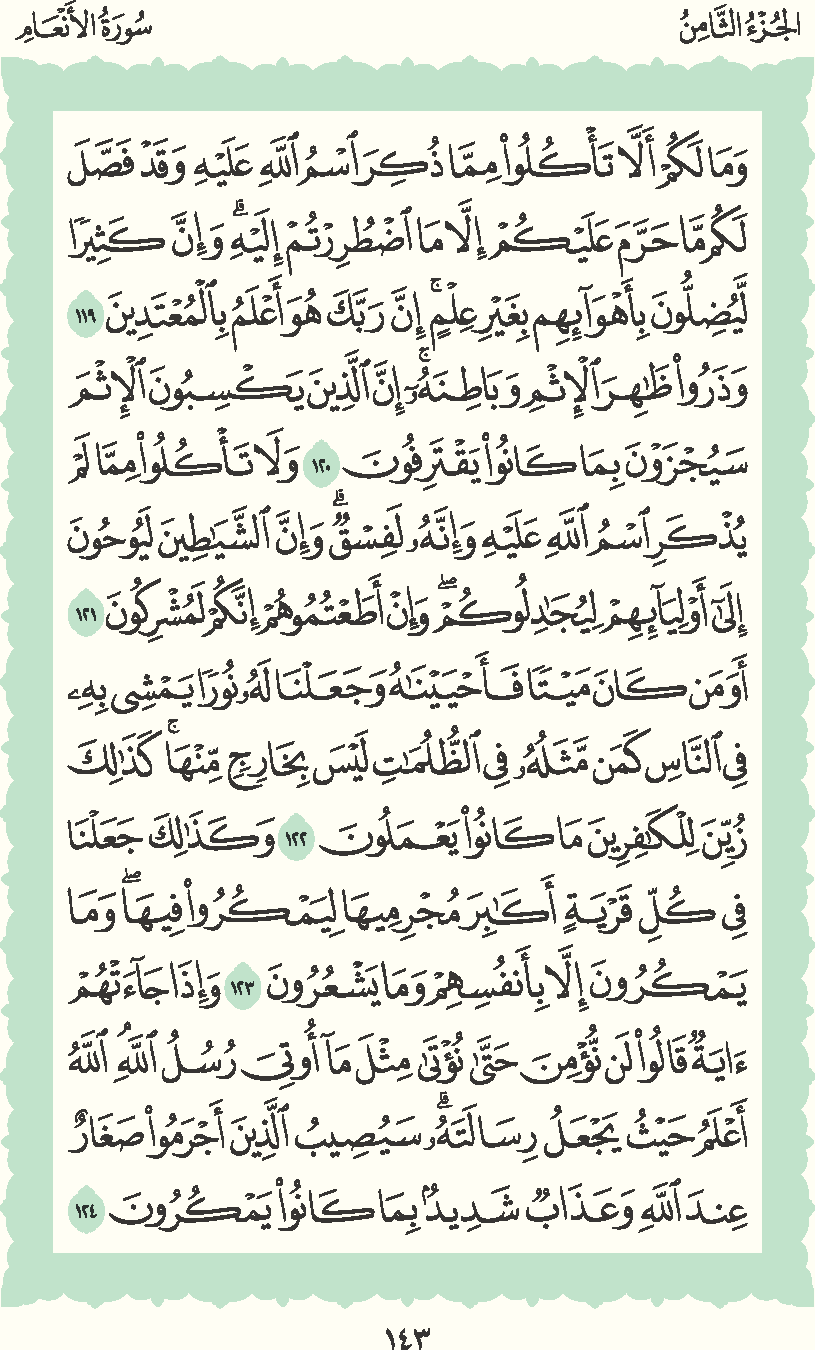 الجُزْءُ الثَّامِنُ
سُورَةُ الأَنْعَامِ
وَمَا لَكُمْ أَلَّا تَأْكُلُوا۟ مِمَّا ذُكِرَ ٱسْمُ ٱللَّهِ عَلَيْهِ وَقَدْ فَصَّلَ
لَكُم مَّا حَرَّمَ عَلَيْكُمْ إِلَّا مَا ٱضْطُرِرْتُمْ إِلَيْهِ ۗ وَإِنَّ كَثِيرًا
لَّيُضِلُّونَ بِأَهْوَآئِهِم بِغَيْرِ عِلْمٍ ۚ إِنَّ رَبَّكَ هُوَ أَعْلَمُ بِٱلْمُعْتَدِينَ ١١٩
وَذَرُوا۟ ظَٰهِرَ ٱلْإِثْمِ وَبَاطِنَهُۥٓ ۚ إِنَّ ٱلَّذِينَ يَكْسِبُونَ ٱلْإِثْمَ
سَيُجْزَوْنَ بِمَا كَانُوا۟ يَقْتَرِفُونَ ١٢٠ وَلَا تَأْكُلُوا۟ مِمَّا لَمْ
يُذْكَرِ ٱسْمُ ٱللَّهِ عَلَيْهِ وَإِنَّهُۥ لَفِسْقٌ ۗ وَإِنَّ ٱلشَّيَٰطِينَ لَيُوحُونَ
إِلَىٰٓ أَوْلِيَآئِهِمْ لِيُجَٰدِلُوكُمْ ۖ وَإِنْ أَطَعْتُمُوهُمْ إِنَّكُمْ لَمُشْرِكُونَ ١٢١
أَوَمَن كَانَ مَيْتًا فَأَحْيَيْنَٰهُ وَجَعَلْنَا لَهُۥ نُورًا يَمْشِى بِهِۦ
فِى ٱلنَّاسِ كَمَن مَّثَلُهُۥ فِى ٱلظُّلُمَٰتِ لَيْسَ بِخَارِجٍ مِّنْهَا ۚ كَذَٰلِكَ
زُيِّنَ لِلْكَٰفِرِينَ مَا كَانُوا۟ يَعْمَلُونَ ١٢٢ وَكَذَٰلِكَ جَعَلْنَا
فِى كُلِّ قَرْيَةٍ أَكَٰبِرَ مُجْرِمِيهَا لِيَمْكُرُوا۟ فِيهَا ۖ وَمَا
يَمْكُرُونَ إِلَّا بِأَنفُسِهِمْ وَمَا يَشْعُرُونَ ١٢٣ وَإِذَا جَآءَتْهُمْ
ءَايَةٌ قَالُوا۟ لَن نُّؤْمِنَ حَتَّىٰ نُؤْتَىٰ مِثْلَ مَآ أُوتِىَ رُسُلُ ٱللَّهِ ۘ ٱللَّهُ
أَعْلَمُ حَيْثُ يَجْعَلُ رِسَالَتَهُۥ ۗ سَيُصِيبُ ٱلَّذِينَ أَجْرَمُوا۟ صَغَارٌ
عِندَ ٱللَّهِ وَعَذَابٌ شَدِيدٌۢ بِمَا كَانُوا۟ يَمْكُرُونَ ١٢٤
١٤٣